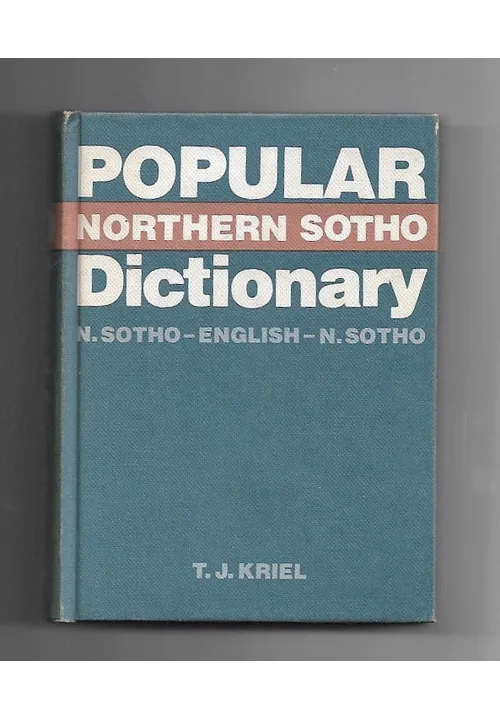 POPULAR
NORTHERN SOTHO
Dictionary
N. SOTHO – ENGLISH – N. SOTHO
T. J. KRIEL